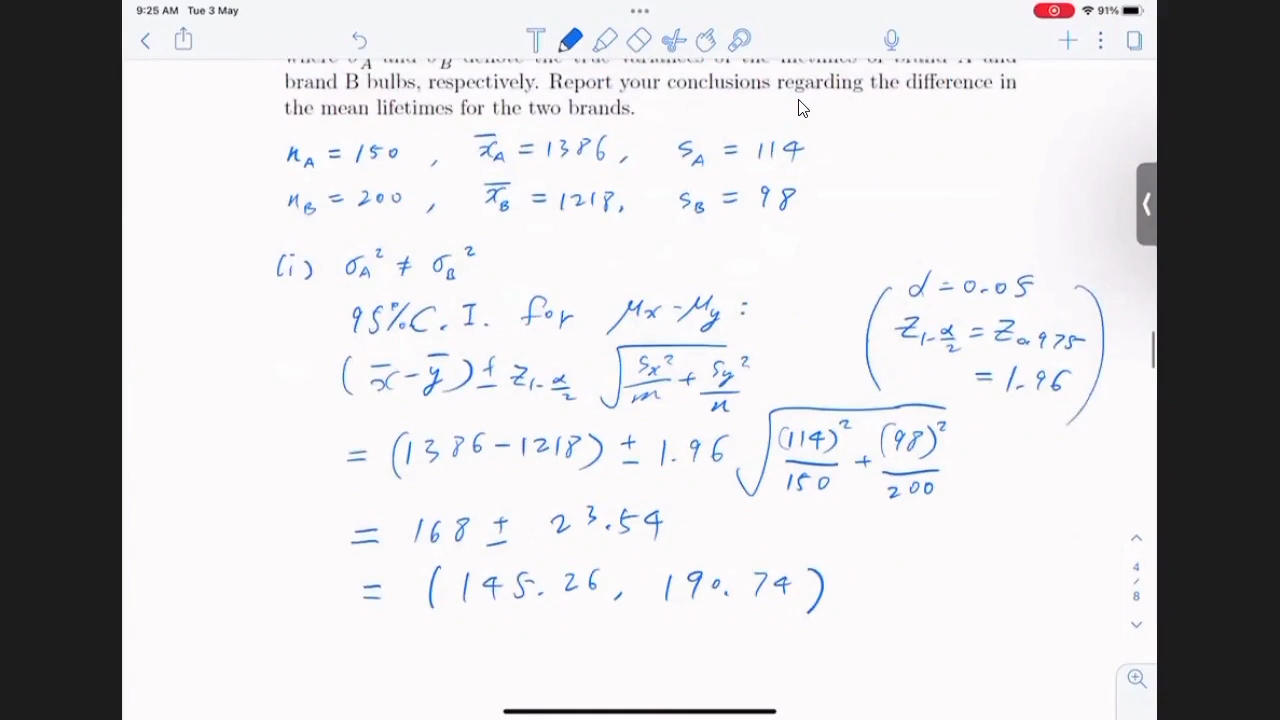 9:25 AM Tue 3 May
91%
brand B bulbs, respectively. Report your conclusions regarding the difference in
the mean lifetimes for the two brands.
n_A = 150 , x̄_A = 1386, s_A = 114
n_B = 200 , x̄_B = 1218, s_B = 98
(i) σ_A² ≠ σ_B²
95% C.I. for μx-μy :
(x̄-ȳ) ± z_{1-α/2} √(sx²/m + sy²/n)
= (1386-1218) ± 1.96 √((114)²/150 + (98)²/200)
= 168 ± 23.54
= (145.26, 190.74)
(α=0.05
z_{1-α/2} = z_{0.975}
= 1.96)
4
/
8